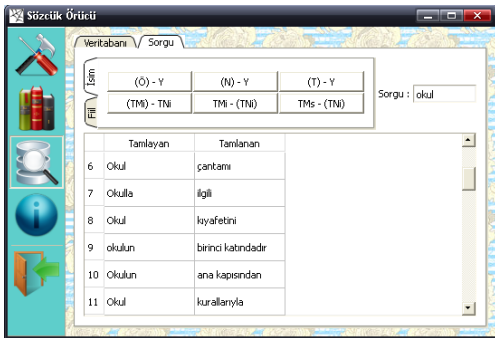 Sözcük Örücü
Veritabanı Sorgu
İsim
Fiil
(Ö) - Y (N) - Y (T) - Y
(TMi) - TNi TMi - (TNi) TMs - (TNi)
Sorgu : okul
Tamlayan Tamlanan
6 Okul çantamı
7 Okulla ilgili
8 Okul kıyafetini
9 okulun birinci katındadır
10 Okulun ana kapısından
11 Okul kurallarıyla